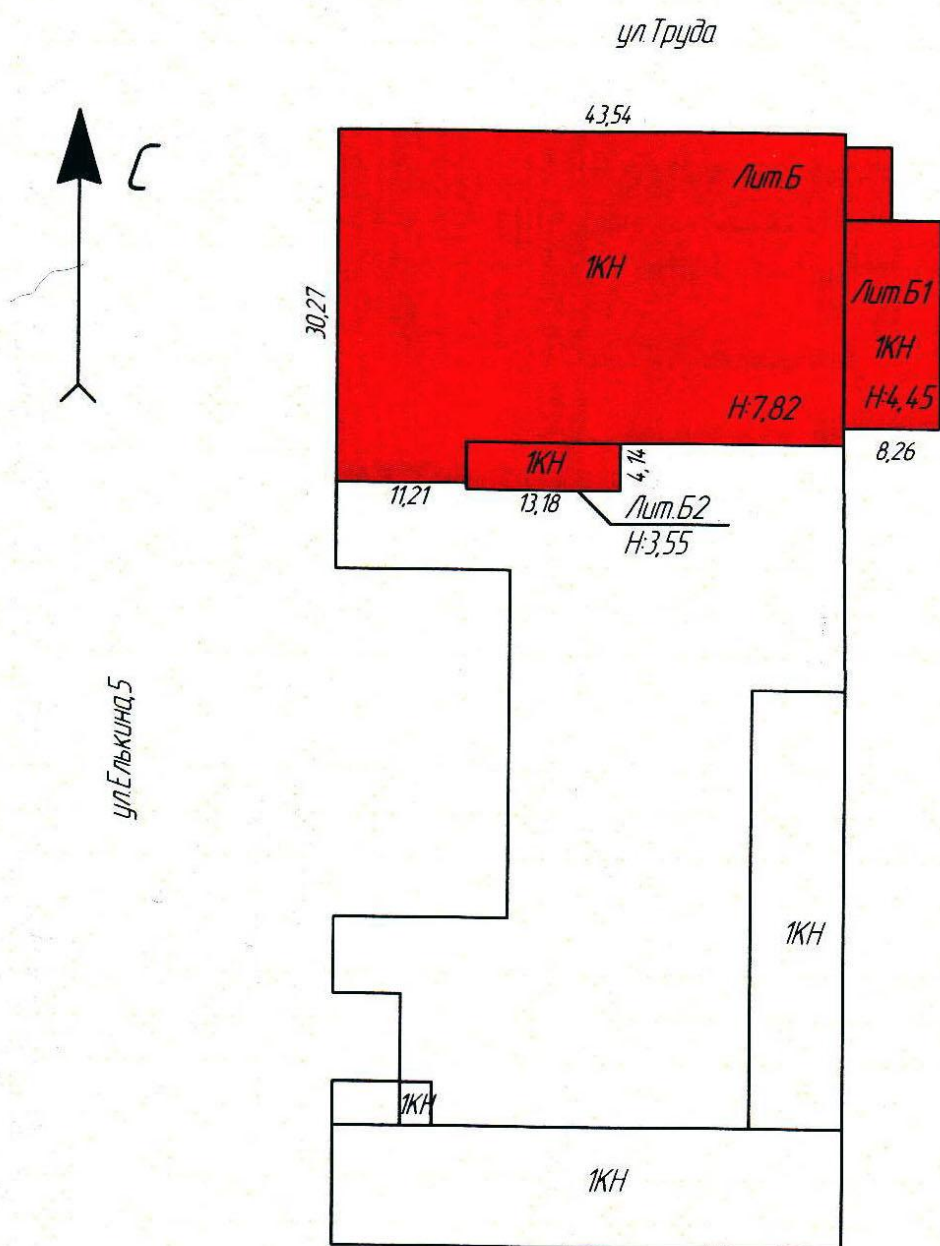 ул.Труда
43,54
С
Лит.Б
1КН
30,27
Лит.Б1
1КН
Н:7,82
Н:4,45
8,26
1КН
4,14
11,21
13,18
Лит.Б2
Н:3,55
ул.Елькина,5
1КН
1КН
1КН